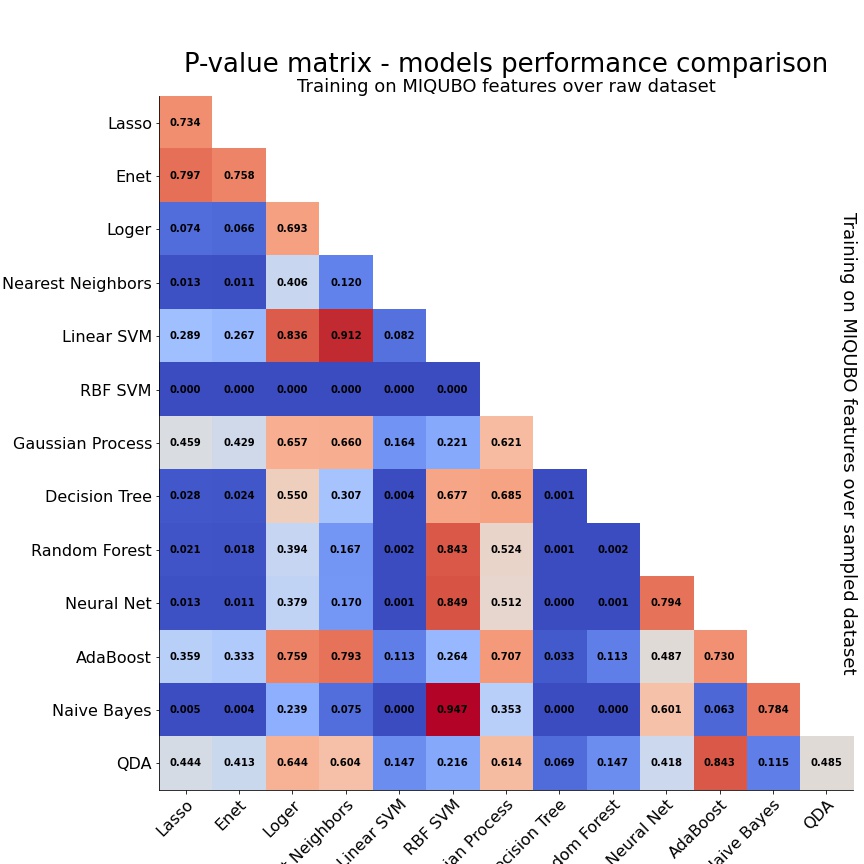 P-value matrix - models performance comparison
Training on MIQUBO features over raw dataset
Lasso 0.734
Enet 0.797 0.758
Loger 0.074 0.066 0.693
Nearest Neighbors 0.013 0.011 0.406 0.120
Linear SVM 0.289 0.267 0.836 0.912 0.082
RBF SVM 0.000 0.000 0.000 0.000 0.000 0.000
Gaussian Process 0.459 0.429 0.657 0.660 0.164 0.221 0.621
Decision Tree 0.028 0.024 0.550 0.307 0.004 0.677 0.685 0.001
Random Forest 0.021 0.018 0.394 0.167 0.002 0.843 0.524 0.001 0.002
Neural Net 0.013 0.011 0.379 0.170 0.001 0.849 0.512 0.000 0.001 0.794
AdaBoost 0.359 0.333 0.759 0.793 0.113 0.264 0.707 0.033 0.113 0.487 0.730
Naive Bayes 0.005 0.004 0.239 0.075 0.000 0.947 0.353 0.000 0.000 0.601 0.063 0.784
QDA 0.444 0.413 0.644 0.604 0.147 0.216 0.614 0.069 0.147 0.418 0.843 0.115 0.485
Training on MIQUBO features over sampled dataset
Lasso
Enet
Loger
t Neighbors
Linear SVM
RBF SVM
ian Process
ecision Tree
dom Forest
Neural Net
AdaBoost
aive Bayes
QDA